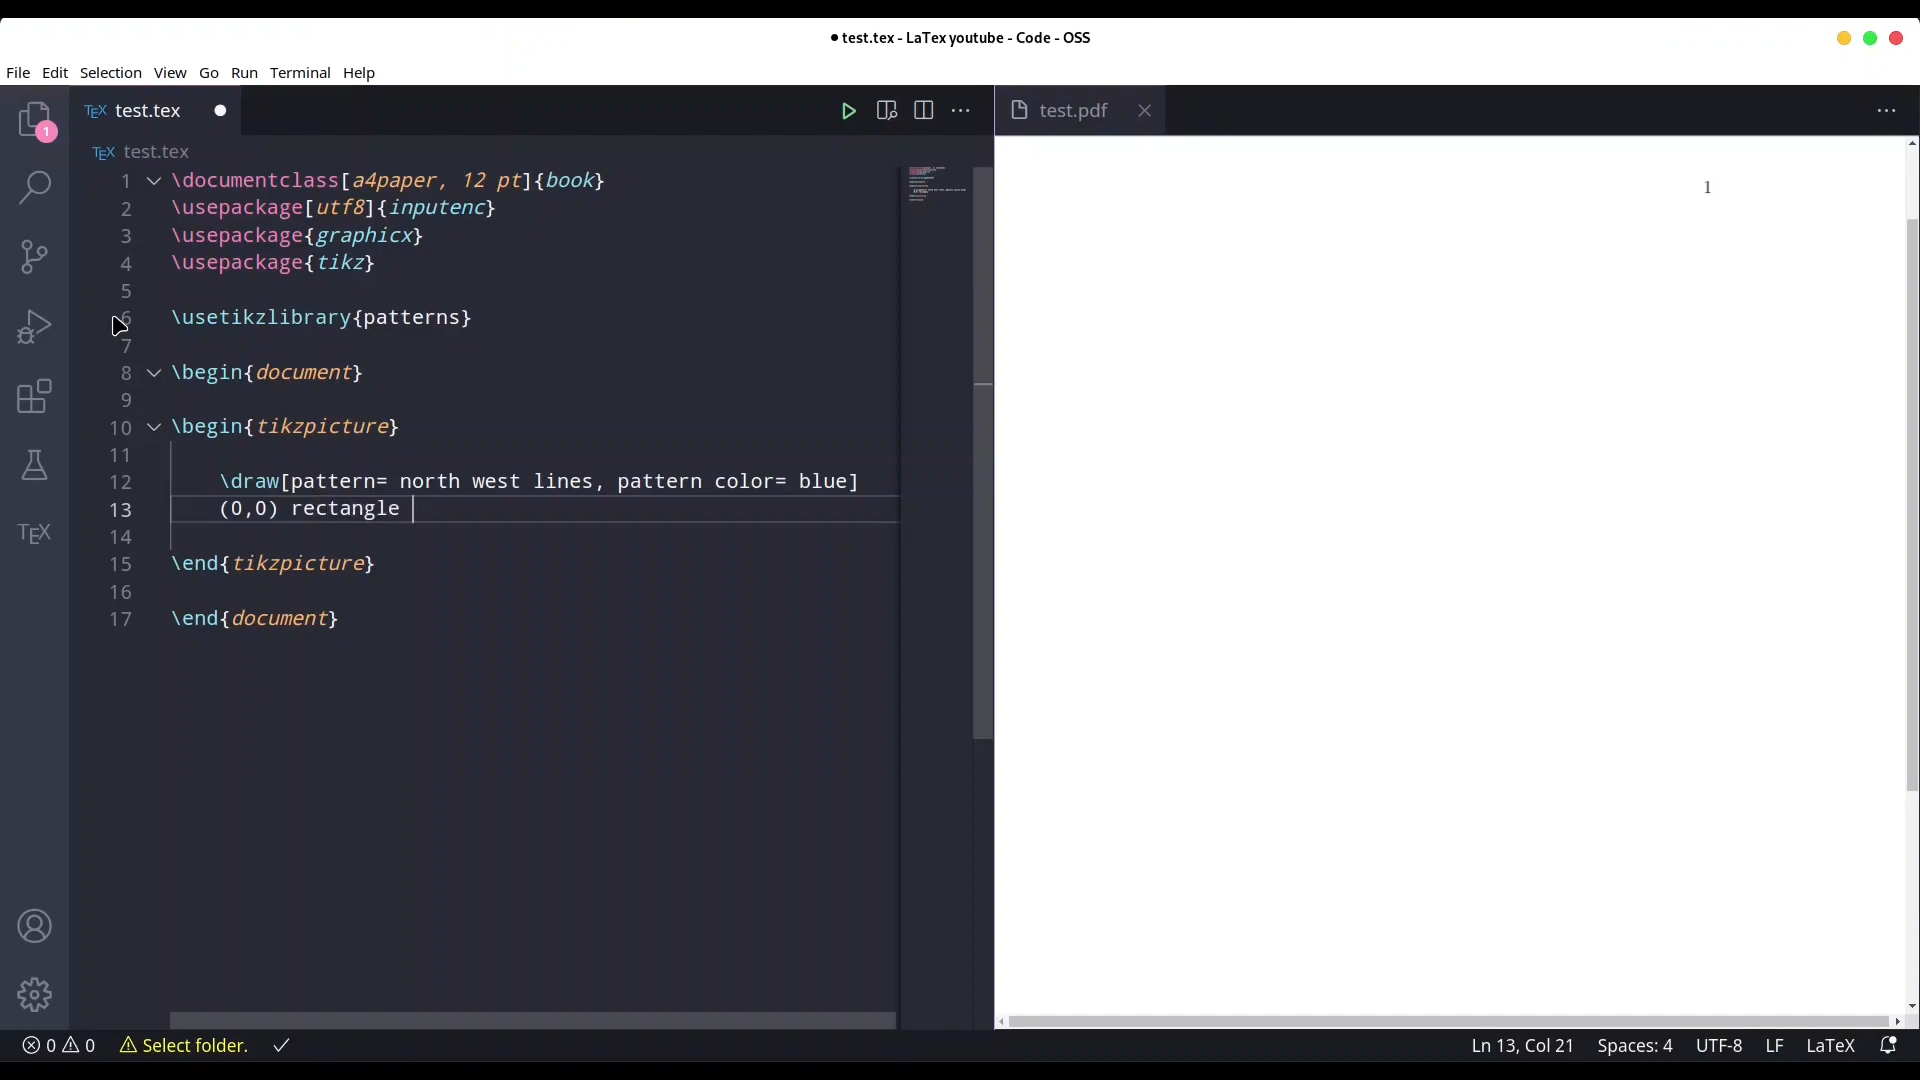 ● test.tex - LaTex youtube - Code - OSS
File Edit Selection View Go Run Terminal Help
1
TEX test.tex ●
test.pdf
TEX test.tex
1 \documentclass[a4paper, 12 pt]{book}
2 \usepackage[utf8]{inputenc}
3 \usepackage{graphicx}
4 \usepackage{tikz}
5
6 \usetikzlibrary{patterns}
7
8 \begin{document}
9
10 \begin{tikzpicture}
11
12 \draw[pattern= north west lines, pattern color= blue]
13 (0,0) rectangle
14
15 \end{tikzpicture}
16
17 \end{document}
TEX
1
0 0 Select folder.
Ln 13, Col 21 Spaces: 4 UTF-8 LF LaTeX